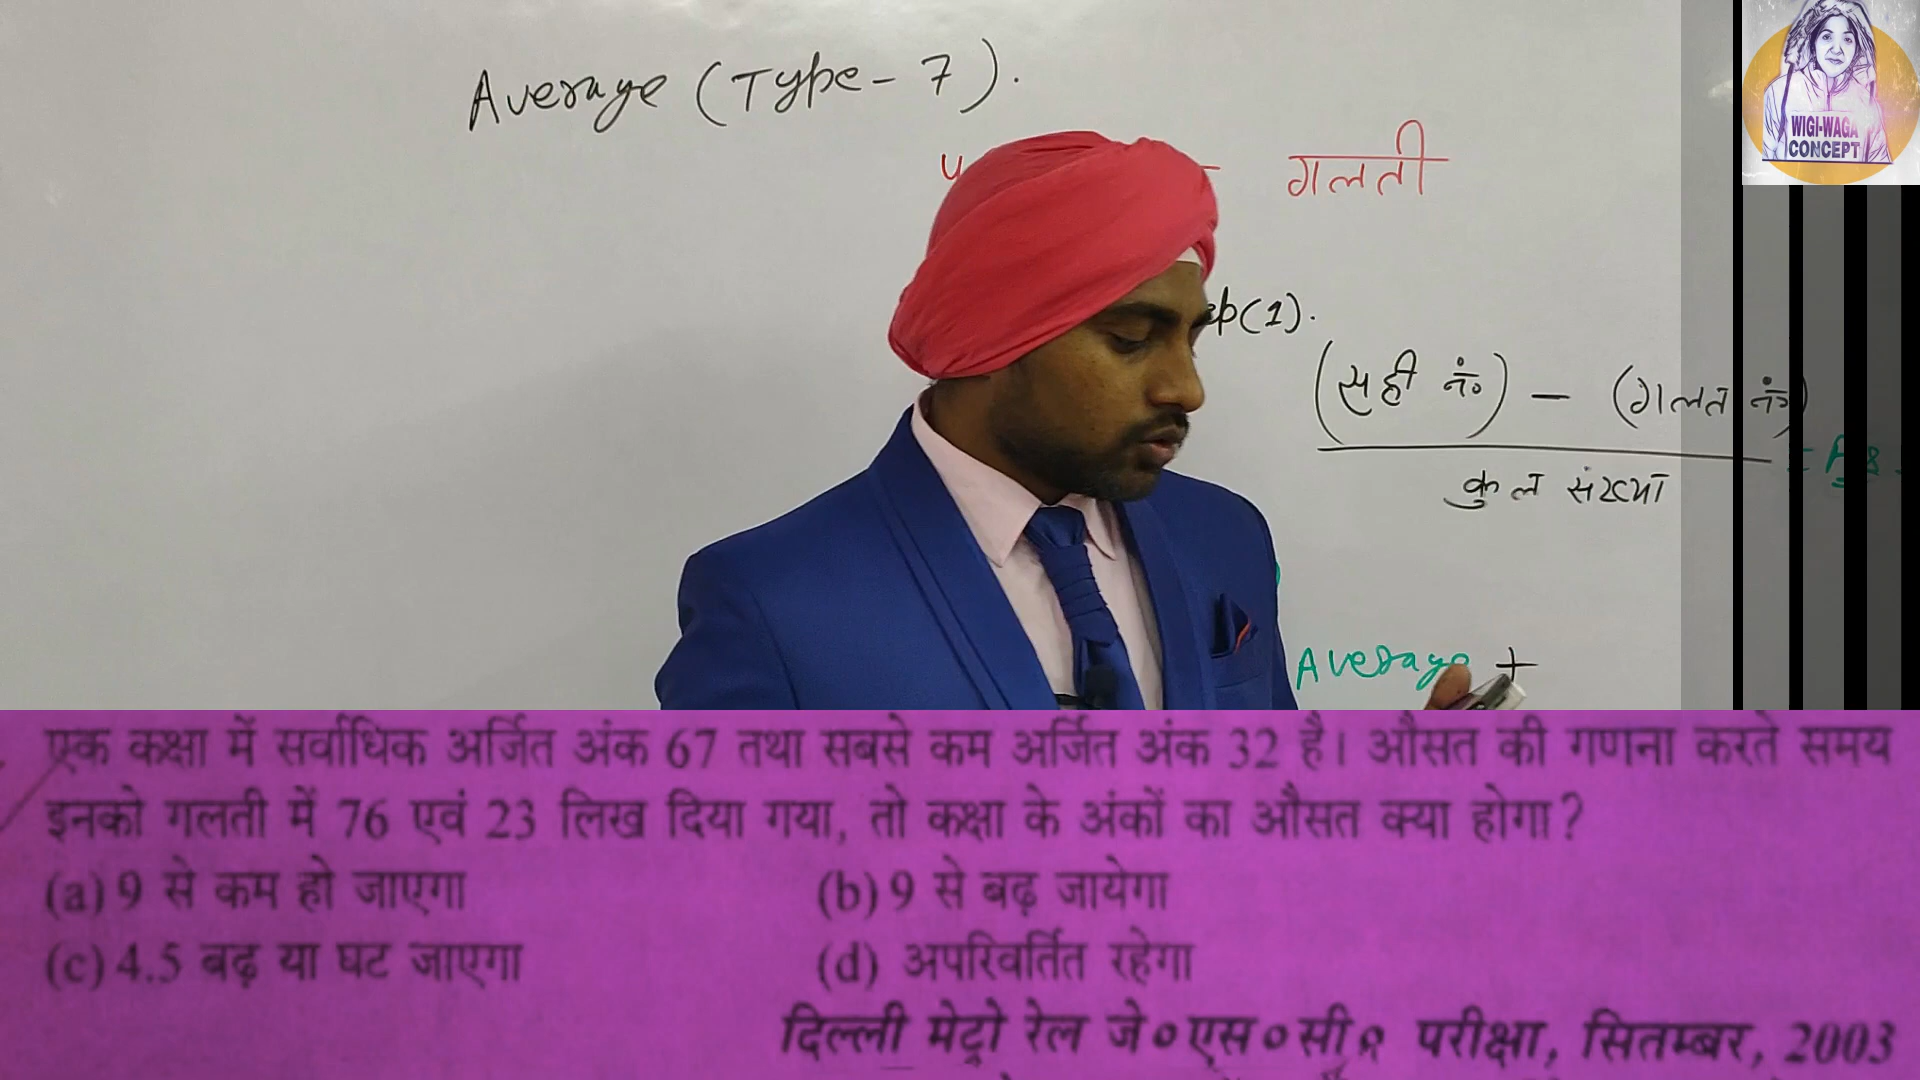 Average (Type - 7).
गलती
WIGI-WAGA
CONCEPT
ep(1).
(सही नं०) - (गलत नं०)
कुल संख्या
Average +
एक कक्षा में सर्वाधिक अर्जित अंक 67 तथा सबसे कम अर्जित अंक 32 है। औसत की गणना करते समय
इनको गलती में 76 एवं 23 लिख दिया गया, तो कक्षा के अंकों का औसत क्या होगा?
(a) 9 से कम हो जाएगा (b) 9 से बढ़ जायेगा
(c) 4.5 बढ़ या घट जाएगा (d) अपरिवर्तित रहेगा
दिल्ली मेट्रो रेल जे०एस०सी० परीक्षा, सितम्बर, 2003